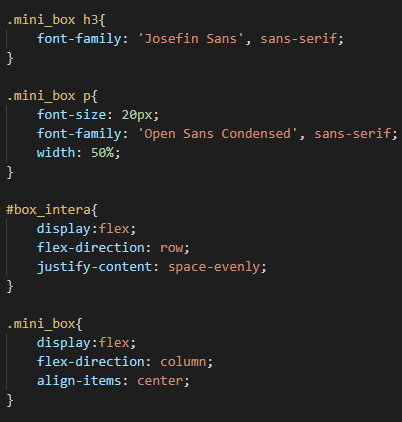 .mini_box h3{
    font-family: 'Josefin Sans', sans-serif;
}

.mini_box p{
    font-size: 20px;
    font-family: 'Open Sans Condensed', sans-serif;
    width: 50%;
}

#box_intera{
    display:flex;
    flex-direction: row;
    justify-content: space-evenly;
}

.mini_box{
    display:flex;
    flex-direction: column;
    align-items: center;
}